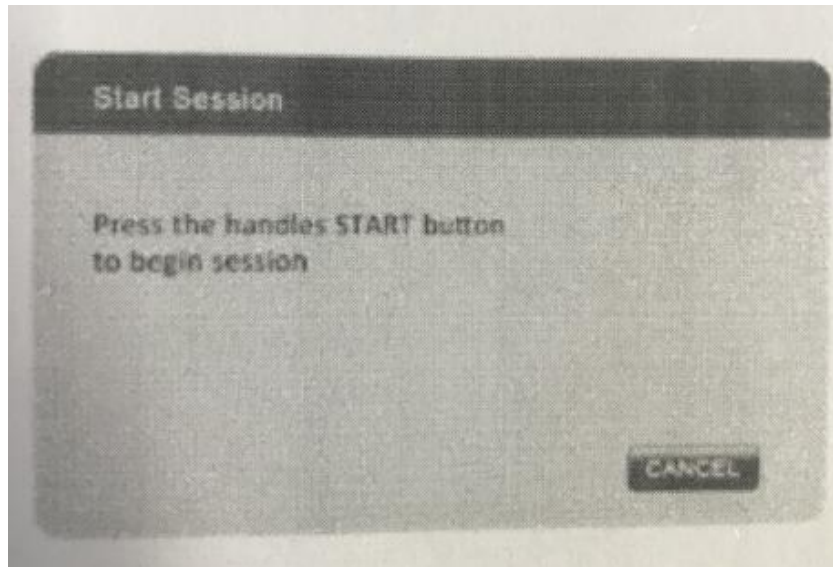 Start Session
Press the handles START button
to begin session
CANCEL